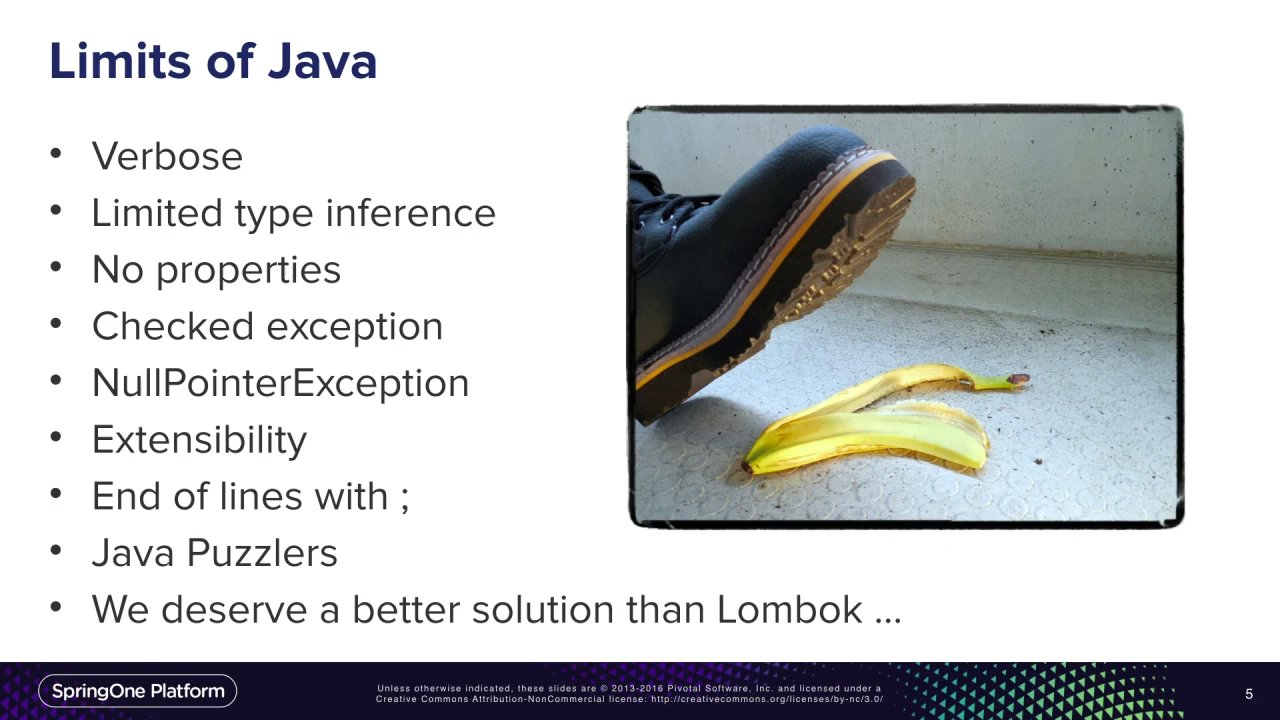 Limits of Java
• Verbose
• Limited type inference
• No properties
• Checked exception
• NullPointerException
• Extensibility
• End of lines with ;
• Java Puzzlers
• We deserve a better solution than Lombok ...
SpringOne Platform
Unless otherwise indicated, these slides are © 2013-2016 Pivotal Software, Inc. and licensed under a
Creative Commons Attribution-NonCommercial license: http://creativecommons.org/licenses/by-nc/3.0/
5